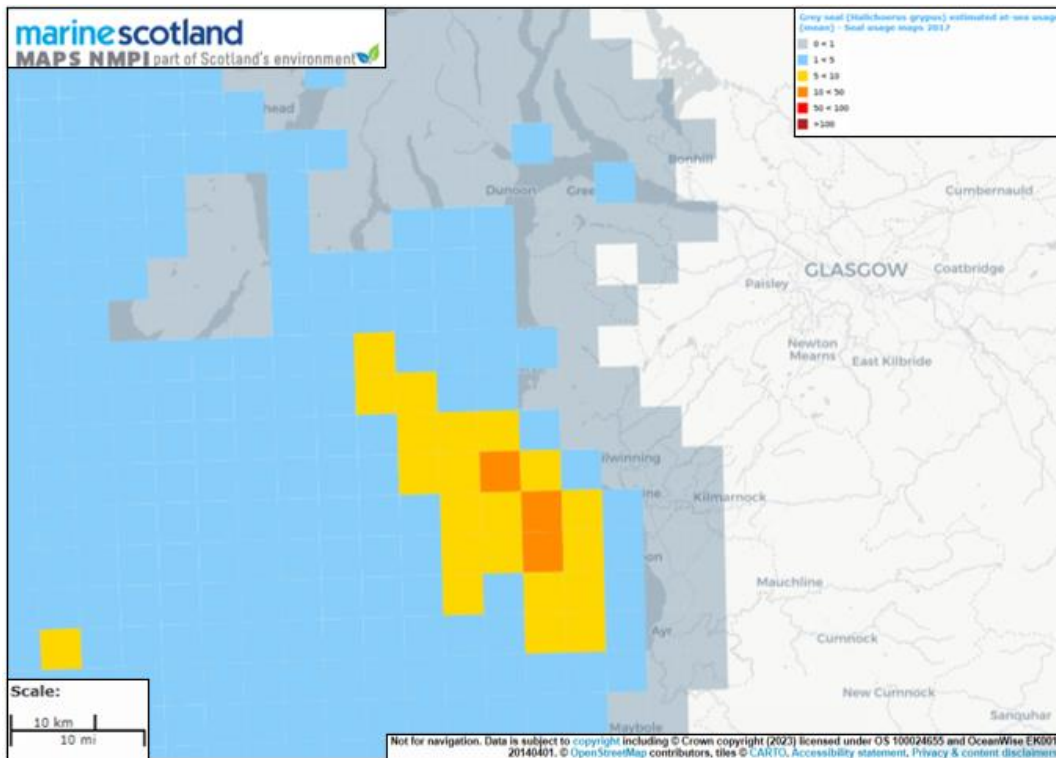 marinescotland
MAPS NMPI part of Scotland's environment
Grey seal (Halichoerus grypus) estimated at-sea usage
(mean) - Seal usage maps 2017
0 < 1
1 < 5
5 < 10
10 < 50
50 < 100
>100
head
Bonhill
Dunoon
Gree
Cumbernauld
GLASGOW
Coatbridge
Paisley
Newton
Mearns
East Kilbride
ilwinning
ine
Kilmarnock
on
Mauchline
Ayr
Cumnock
New Cumnock
Sanquhar
Maybole
Scale:
10 km
10 mi
Not for navigation. Data is subject to copyright including © Crown copyright (2023) licensed under OS 100024655 and OceanWise EK001
20140401. © OpenStreetMap contributors, tiles © CARTO, Accessibility statement, Privacy & content disclaimers